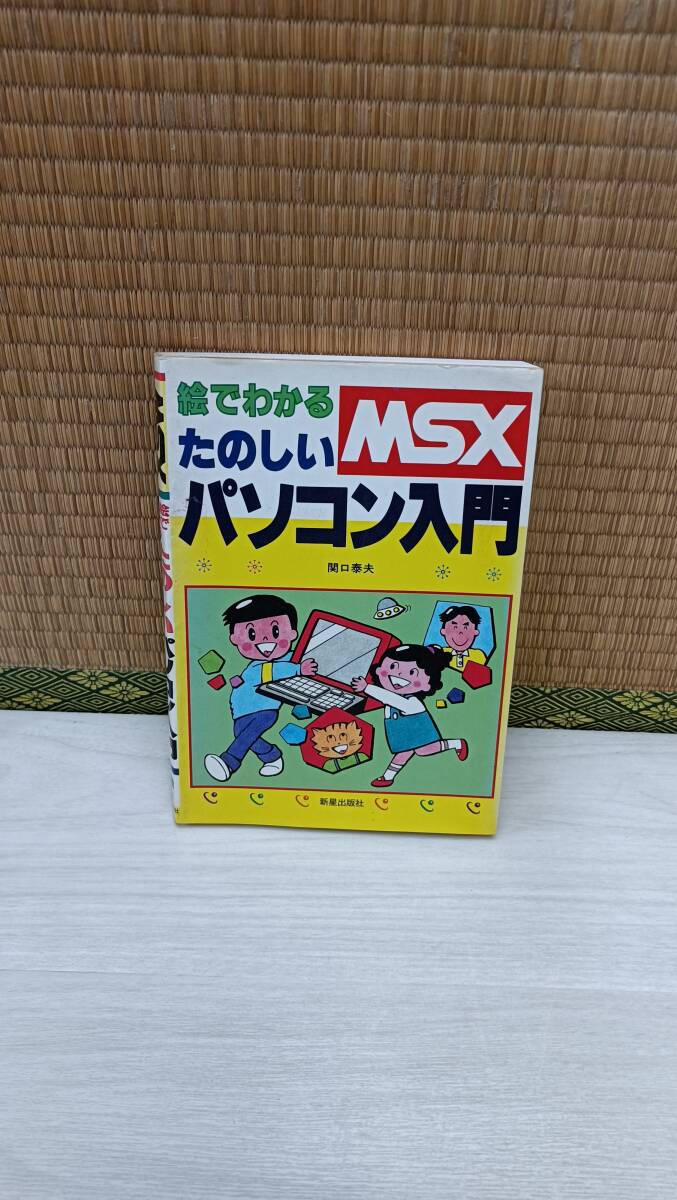 絵でわかる
たのしい
MSX
パソコン入門
関口泰夫
新星出版社